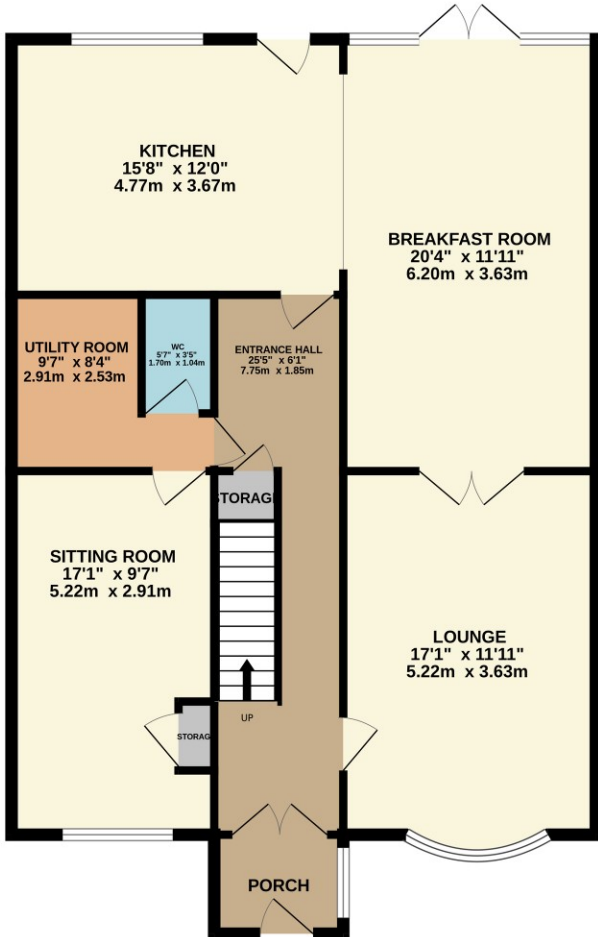 KITCHEN
15'8" x 12'0"
4.77m x 3.67m
BREAKFAST ROOM
20'4" x 11'11"
6.20m x 3.63m
UTILITY ROOM
9'7" x 8'4"
2.91m x 2.53m
WC
5'7" x 3'5"
1.70m x 1.04m
ENTRANCE HALL
25'5" x 6'1"
7.75m x 1.85m
STORAGE
SITTING ROOM
17'1" x 9'7"
5.22m x 2.91m
LOUNGE
17'1" x 11'11"
5.22m x 3.63m
UP
STORAGE
PORCH